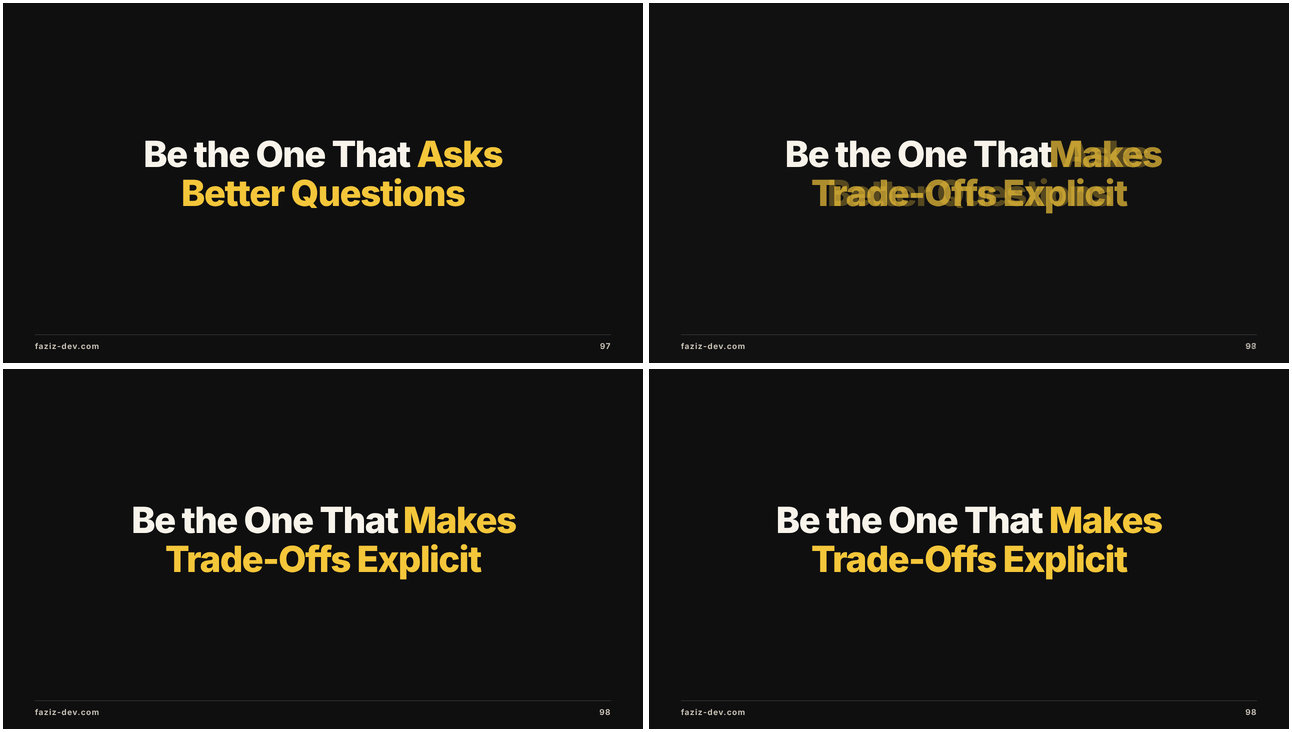 Be the One That Asks
Better Questions
faziz-dev.com
97
Be the One That Makes
Trade-Offs Explicit
faziz-dev.com
Be the One That Makes
Trade-Offs Explicit
faziz-dev.com
98
Be the One That Makes
Trade-Offs Explicit
faziz-dev.com
98